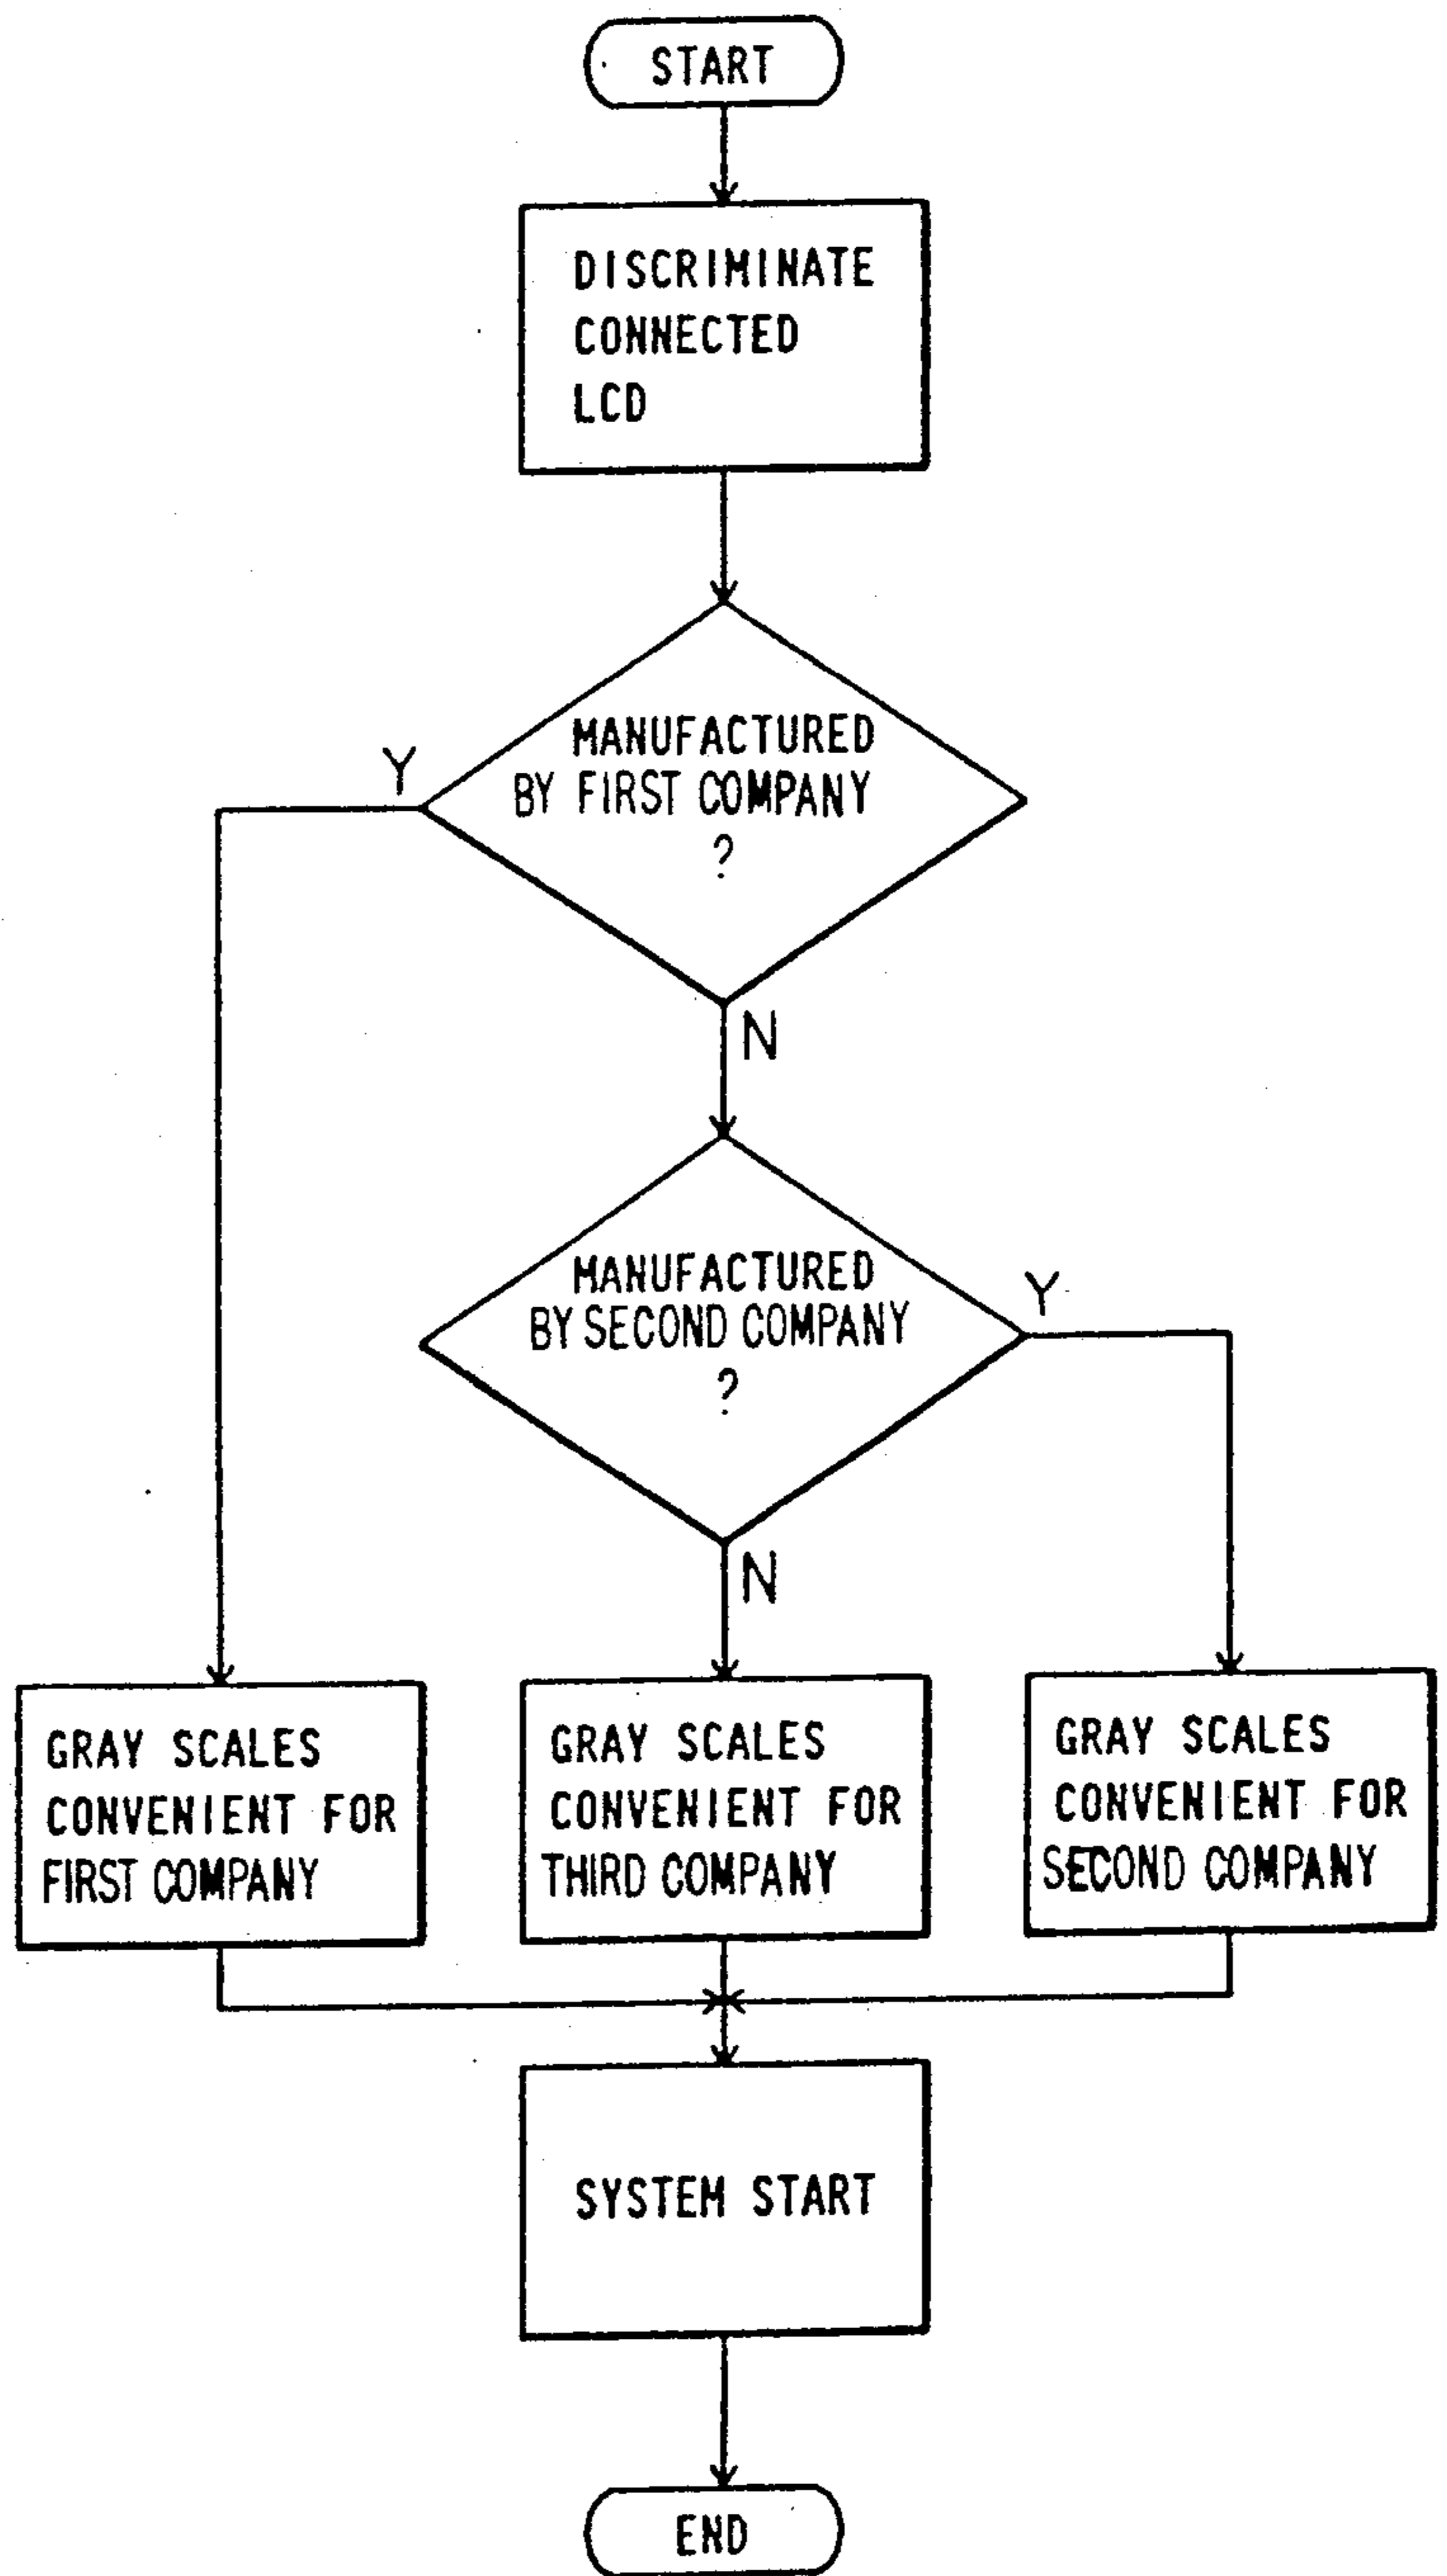 START
DISCRIMINATE
CONNECTED
LCD
MANUFACTURED
BY FIRST COMPANY
?
Y
N
MANUFACTURED
BY SECOND COMPANY
?
Y
N
GRAY SCALES
CONVENIENT FOR
FIRST COMPANY
GRAY SCALES
CONVENIENT FOR
THIRD COMPANY
GRAY SCALES
CONVENIENT FOR
SECOND COMPANY
SYSTEM START
END